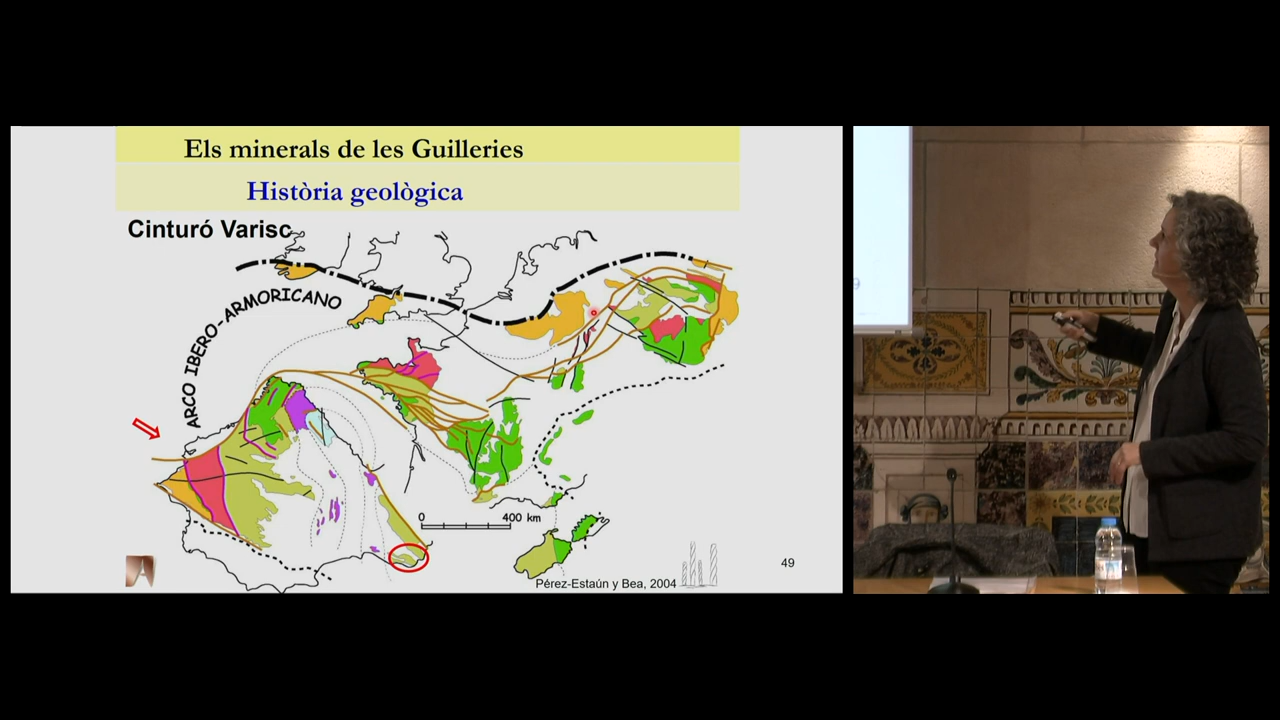 Els minerals de les Guilleries
Història geològica
Cinturó Varisc
ARCO IBERO-ARMORICANO
0 400 km
Pérez-Estaún y Bea, 2004
49